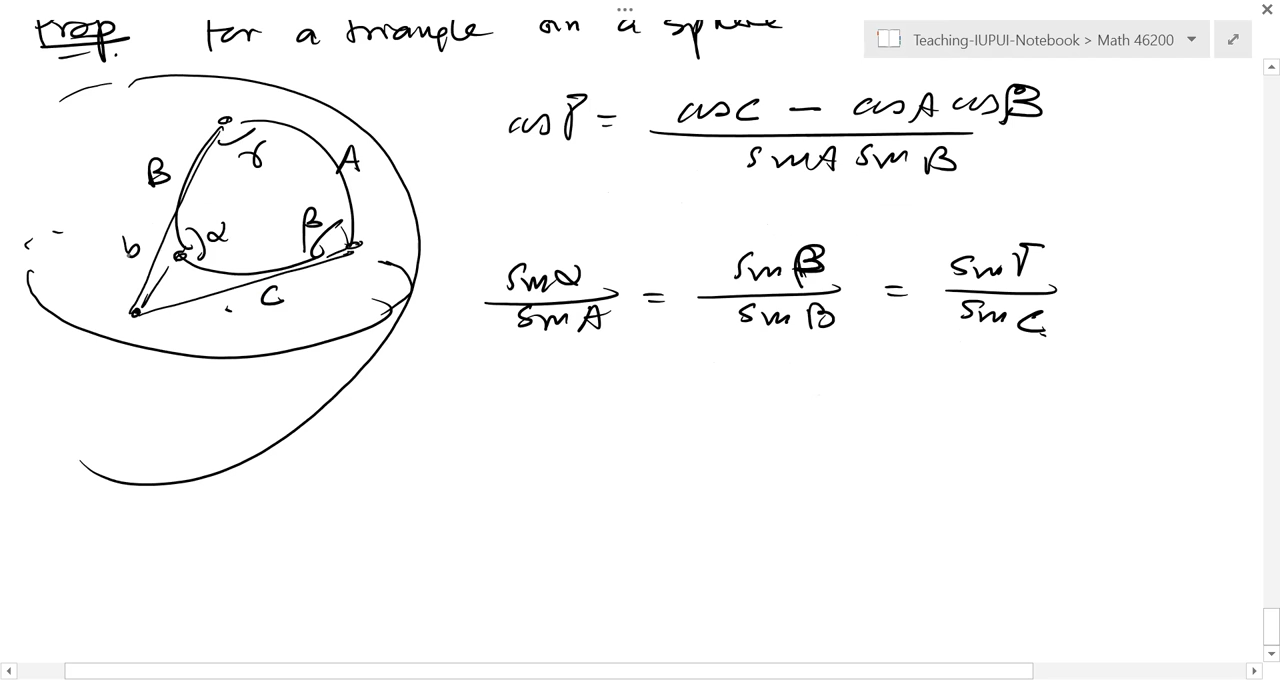 Prop. For a triangle on a sphere
Teaching-IUPUI-Notebook > Math 46200
cos γ = (cos C - cos A cos B) / (sin A sin B)
B γ A
b α β
C
sin α / sin A = sin β / sin B = sin γ / sin C